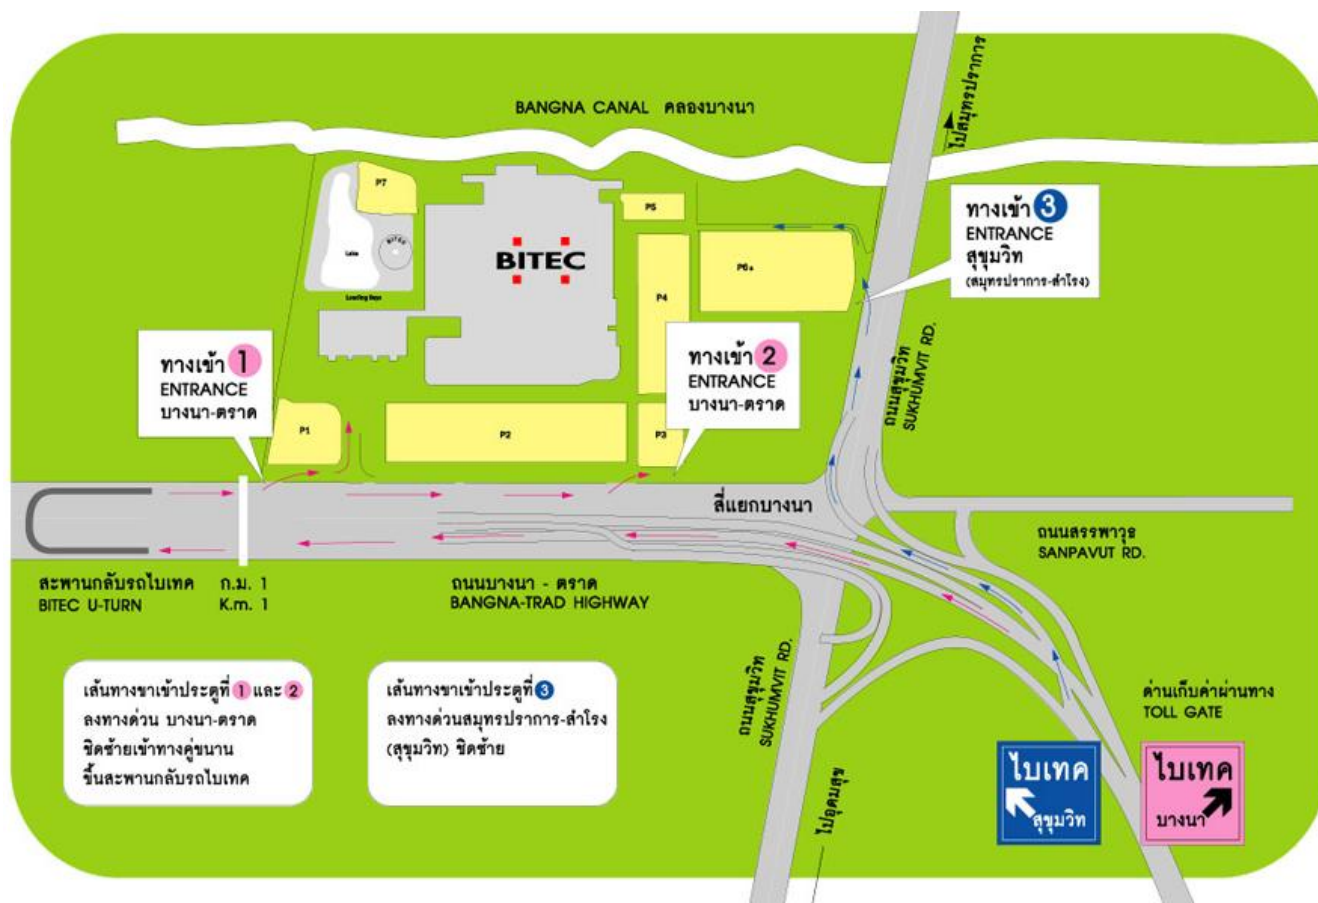 BANGNA CANAL คลองบางนา
ไปสมุทรปราการ
P7
P5
ทางเข้า 3
ENTRANCE
สุขุมวิท
(สมุทรปราการ-สำโรง)
BITEC
Lake
BITEC
P6a
Loading Bays
P4
ทางเข้า 1
ENTRANCE
บางนา-ตราด
ทางเข้า 2
ENTRANCE
บางนา-ตราด
ถนนสุขุมวิท
SUKHUMVIT RD.
P1
P2
P3
สี่แยกบางนา
ถนนสรรพาวุธ
SANPAVUT RD.
สะพานกลับรถไบเทค
BITEC U-TURN
ก.ม. 1
K.m. 1
ถนนบางนา - ตราด
BANGNA-TRAD HIGHWAY
ถนนสุขุมวิท
SUKHUMVIT RD.
เส้นทางขาเข้าประตูที่ 1 และ 2
ลงทางด่วน บางนา-ตราด
ชิดซ้ายเข้าทางคู่ขนาน
ขึ้นสะพานกลับรถไบเทค
เส้นทางขาเข้าประตูที่ 3
ลงทางด่วนสมุทรปราการ-สำโรง
(สุขุมวิท) ชิดซ้าย
ด่านเก็บค่าผ่านทาง
TOLL GATE
ไบเทค
สุขุมวิท
ไบเทค
บางนา
ไปอุดมสุข